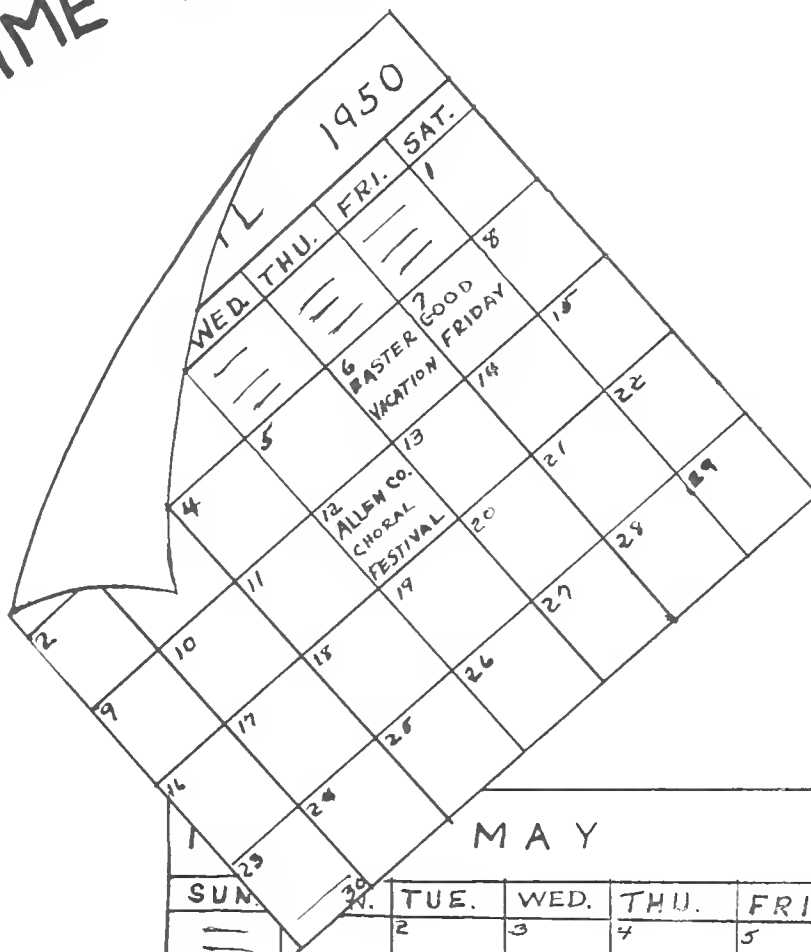 IME
1950
WED. THU. FRI. SAT.
1
2 4 5 6 7 8
EASTER VACATION
GOOD FRIDAY
9 10 11 12 13 14 15
ALLEN CO.
CHORAL
FESTIVAL
16 17 18 19 20 21 22
23 24 25 26 27 28 29
30
MAY
SUN. N. TUE. WED. THU. FRI
2 3 4 5